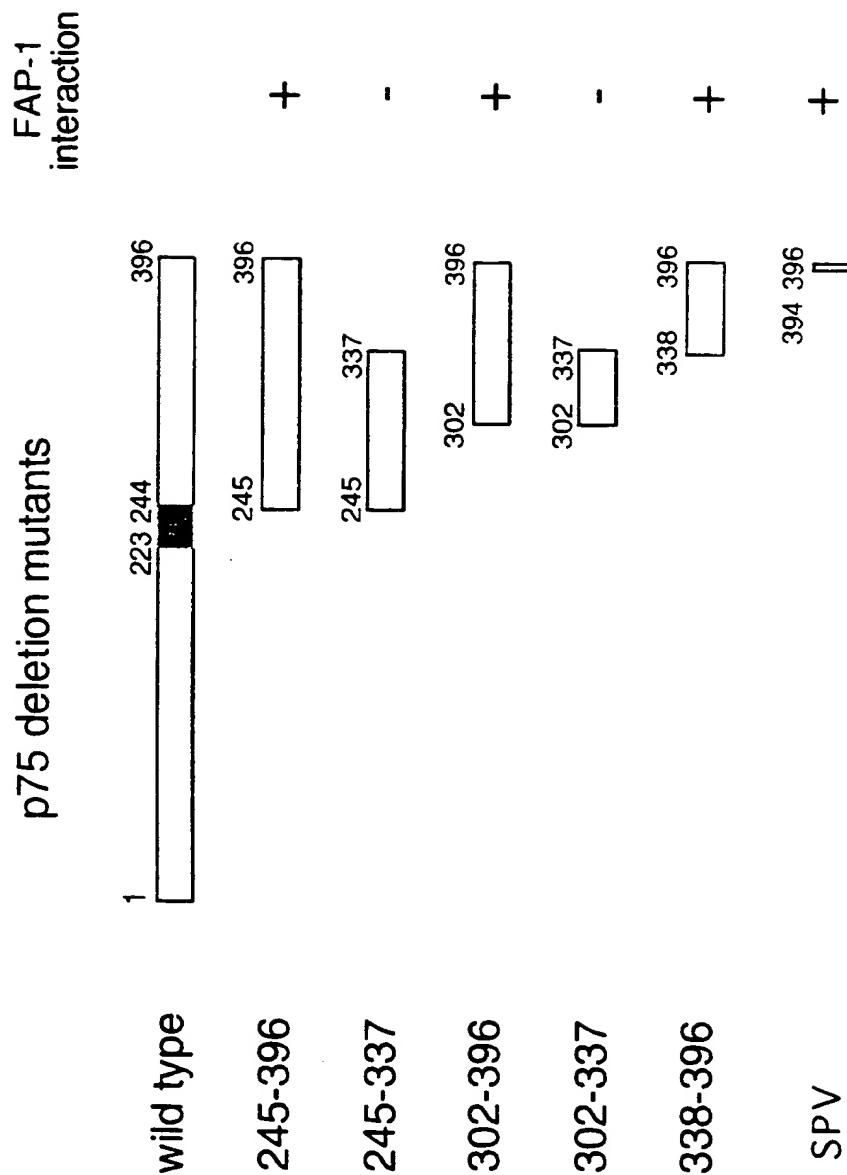 p75 deletion mutants
FAP-1
interaction
wild type 1 223 244 396
245-396 245 396 +
245-337 245 337 -
302-396 302 396 +
302-337 302 337 -
338-396 338 396 +
SPV 394 396 +